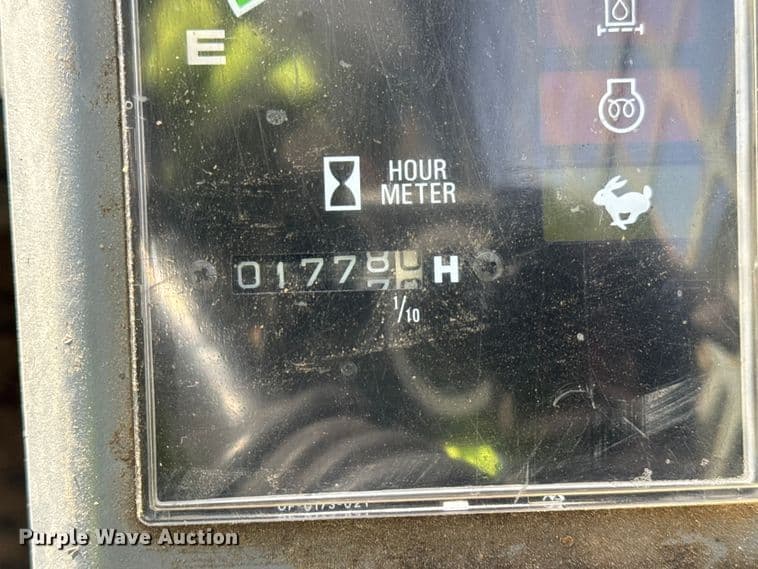 E
HOUR
METER
0177 H
1/10
Purple Wave Auction